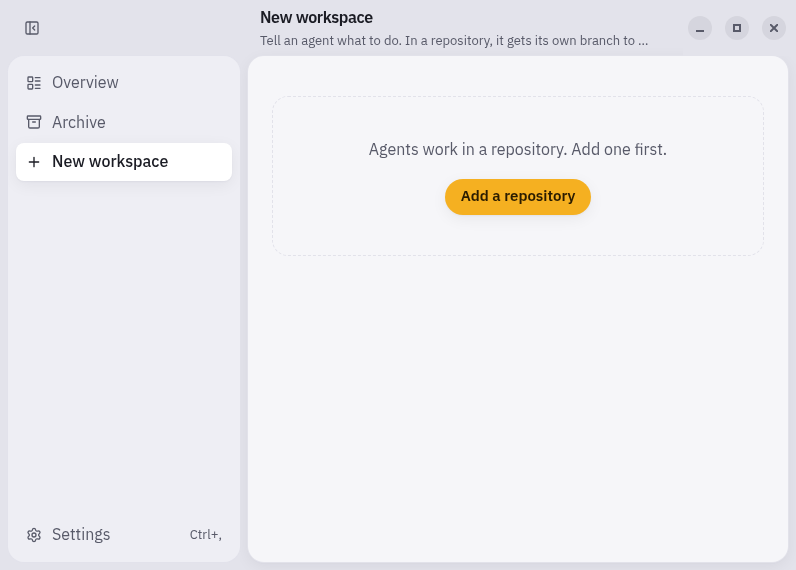 New workspace
Tell an agent what to do. In a repository, it gets its own branch to ...
Overview
Archive
New workspace
Agents work in a repository. Add one first.
Add a repository
Settings
Ctrl+,